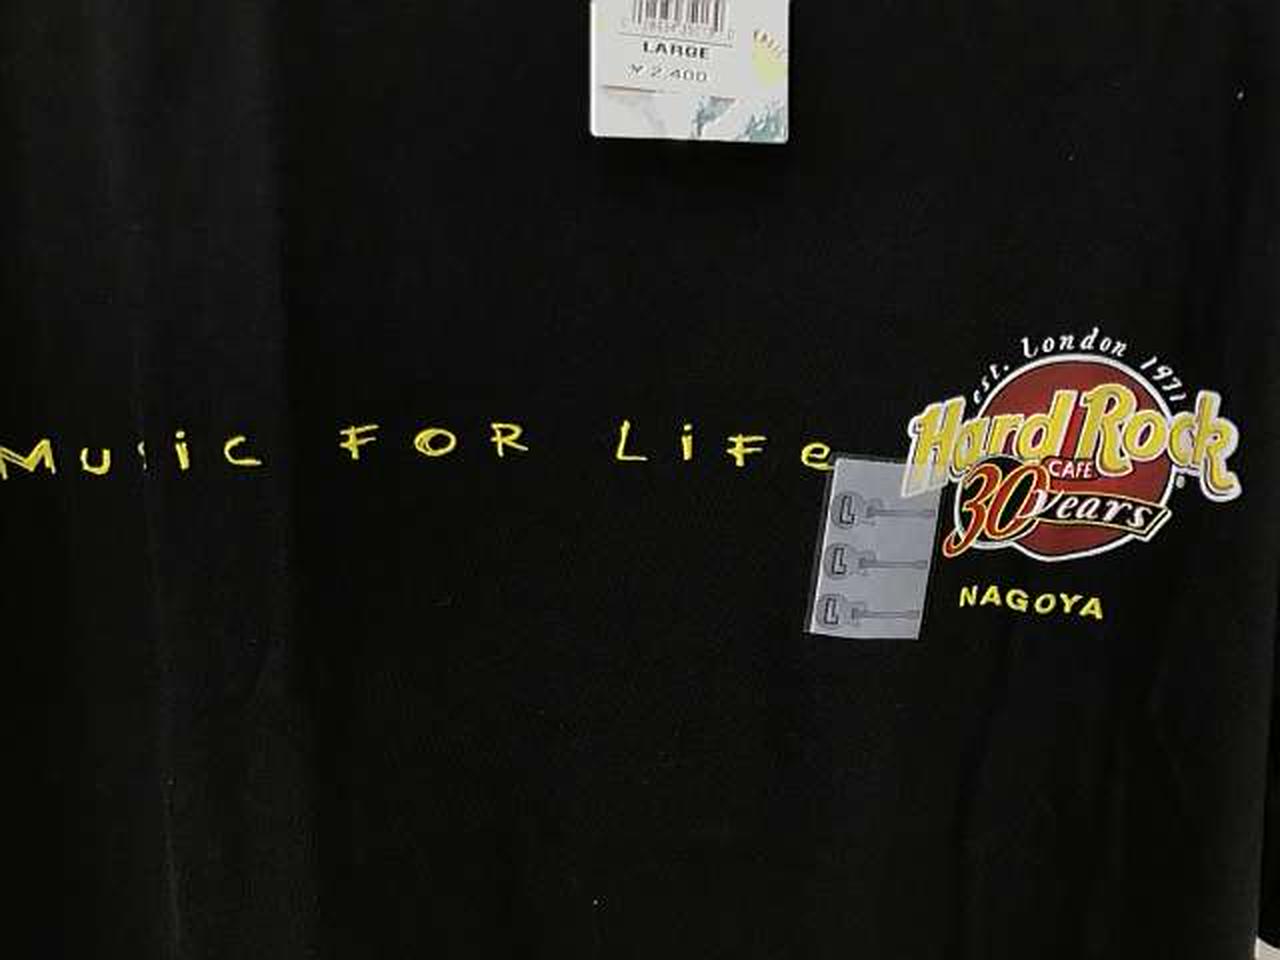 LARGE
¥2,400
Music FOR LiFe
est. London 1971
Hard Rock
CAFE
30 years
NAGOYA
L
L
L